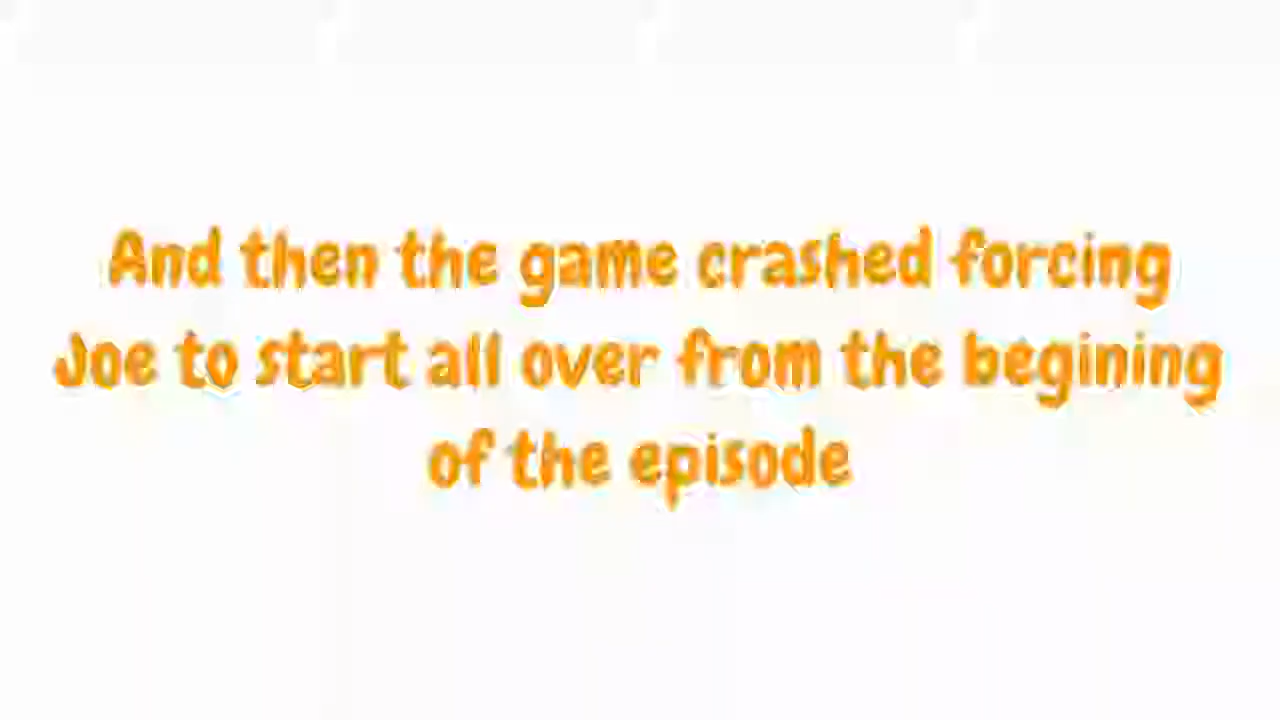 And then the game crashed forcing
Joe to start all over from the begining
of the episode